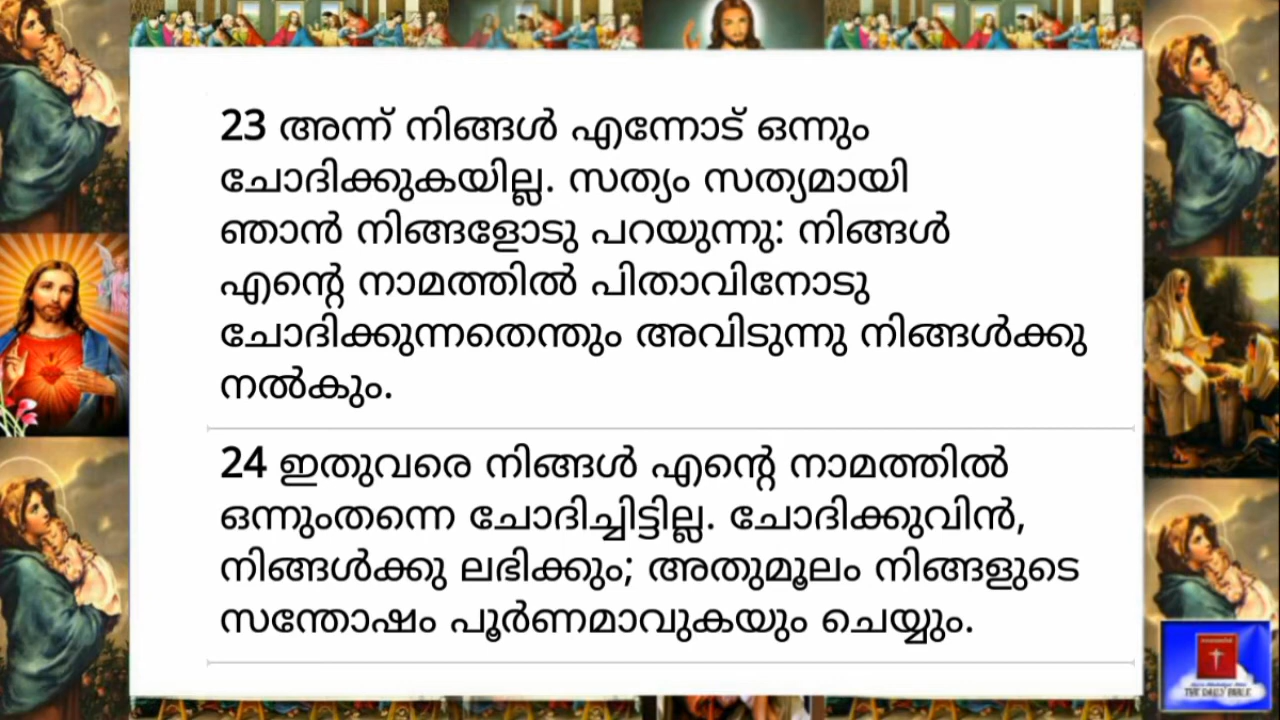 23 അന്ന് നിങ്ങൾ എന്നോട് ഒന്നും
ചോദിക്കുകയില്ല. സത്യം സത്യമായി
ഞാൻ നിങ്ങളോടു പറയുന്നു: നിങ്ങൾ
എന്റെ നാമത്തിൽ പിതാവിനോടു
ചോദിക്കുന്നതെന്തും അവിടുന്നു നിങ്ങൾക്കു
നൽകും.
24 ഇതുവരെ നിങ്ങൾ എന്റെ നാമത്തിൽ
ഒന്നുംതന്നെ ചോദിച്ചിട്ടില്ല. ചോദിക്കുവിൻ,
നിങ്ങൾക്കു ലഭിക്കും; അതുമൂലം നിങ്ങളുടെ
സന്തോഷം പൂർണമാവുകയും ചെയ്യും.
THE DAILY BIBLE